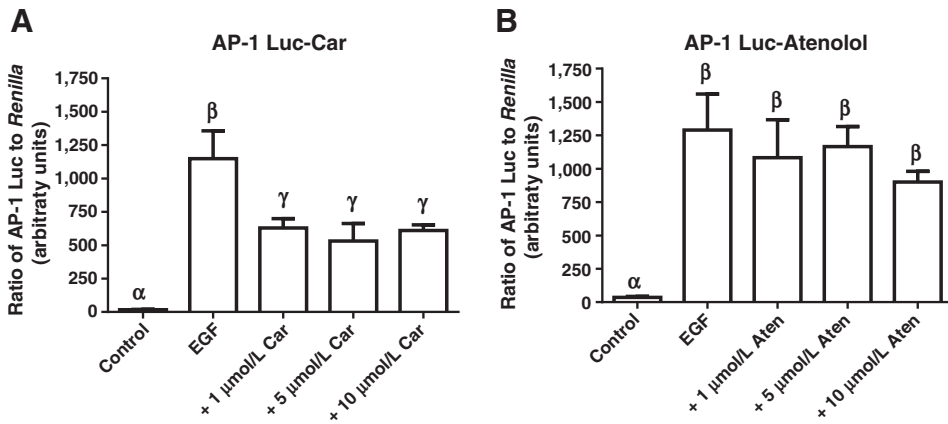 A
AP-1 Luc-Car
Ratio of AP-1 Luc to Renilla
(arbitraty units)
1,750
1,500
1,250
1,000
750
500
250
0
α
β
γ
γ
γ
Control
EGF
+ 1 μmol/L Car
+ 5 μmol/L Car
+ 10 μmol/L Car
B
AP-1 Luc-Atenolol
Ratio of AP-1 Luc to Renilla
(arbitraty units)
1,750
1,500
1,250
1,000
750
500
250
0
α
β
β
β
β
Control
EGF
+ 1 μmol/L Aten
+ 5 μmol/L Aten
+ 10 μmol/L Aten